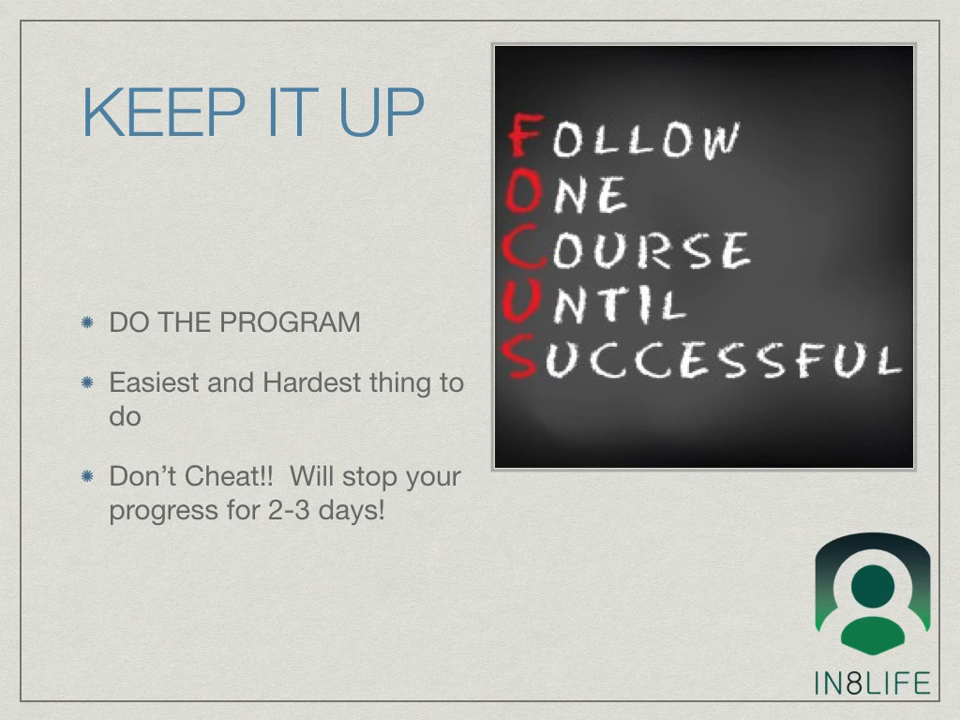 KEEP IT UP
FOLLOW
ONE
COURSE
UNTIL
SUCCESSFUL
DO THE PROGRAM
Easiest and Hardest thing to
do
Don’t Cheat!!  Will stop your
progress for 2-3 days!
IN8LIFE